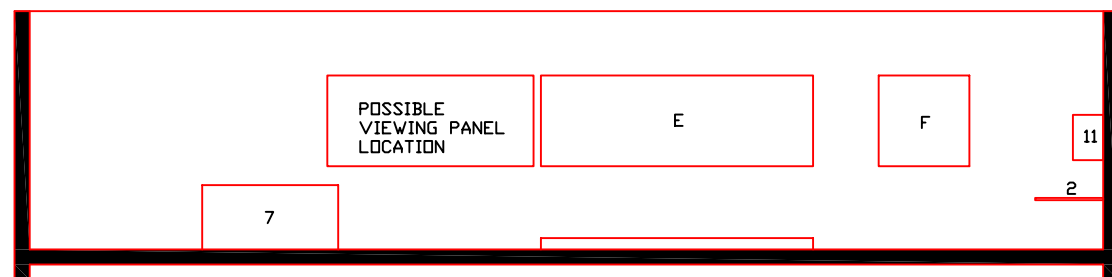 POSSIBLE
VIEWING PANEL
LOCATION
E
F
11
2
7